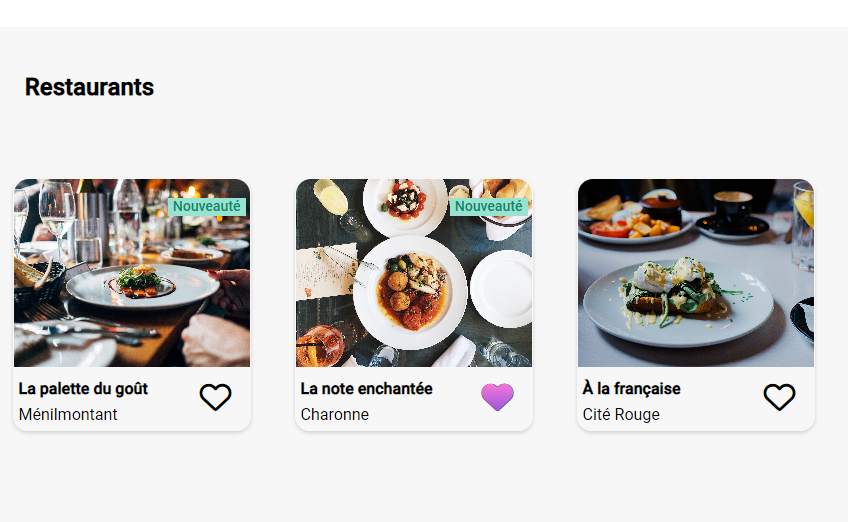 Restaurants
Nouveauté
Nouveauté
La palette du goût
Ménilmontant
La note enchantée
Charonne
À la française
Cité Rouge